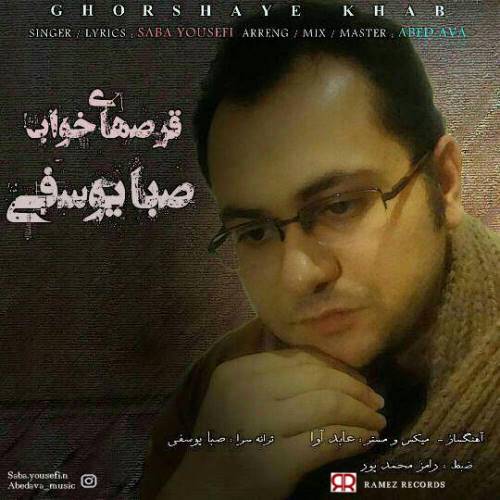 GHORSHAYE KHAB
SINGER / LYRICS : SABA YOUSEFI ARRENG / MIX / MASTER : ABED AVA
قرصهای خواب
صبا یوسفی
آهنگساز - میکس و مستر : عابد آوا ترانه سرا : صبا یوسفی
ضبط : رامز محمد پور
Saba.yousefi.n
Abedava_music
RR RAMEZ RECORDS